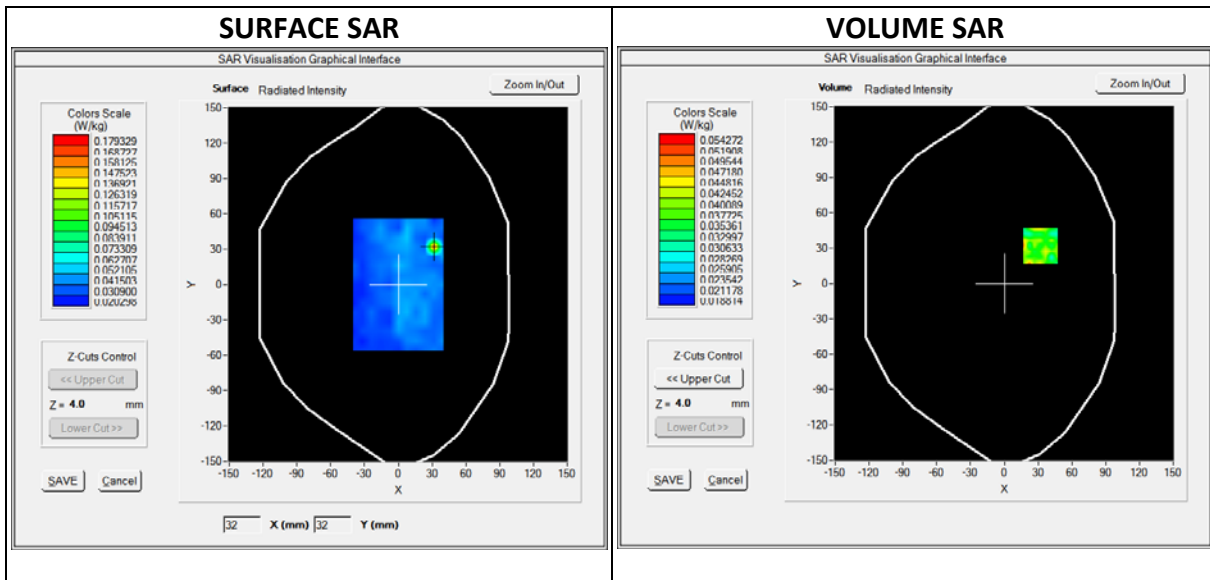 SURFACE SAR
SAR Visualisation Graphical Interface
Surface Radiated Intensity
Zoom In/Out
Colors Scale
(W/kg)
0.179329
0.168727
0.158125
0.147523
0.136921
0.126319
0.115717
0.105115
0.094513
0.083911
0.073309
0.062707
0.052105
0.041503
0.030900
0.020298
Z-Cuts Control
<< Upper Cut
Z = 4.0 mm
Lower Cut >>
SAVE Cancel
150
120
90
60
30
0
-30
-60
-90
-120
-150
Y
-150 -120 -90 -60 -30 0 30 60 90 120 150
X
32 X (mm) 32 Y (mm)
VOLUME SAR
SAR Visualisation Graphical Interface
Volume Radiated Intensity
Zoom In/Out
Colors Scale
(W/kg)
0.054272
0.051908
0.049544
0.047180
0.044816
0.042452
0.040089
0.037725
0.035361
0.032997
0.030633
0.028269
0.025905
0.023542
0.021178
0.018814
Z-Cuts Control
<< Upper Cut
Z = 4.0 mm
Lower Cut >>
SAVE Cancel
150
120
90
60
30
0
-30
-60
-90
-120
-150
Y
-150 -120 -90 -60 -30 0 30 60 90 120 150
X